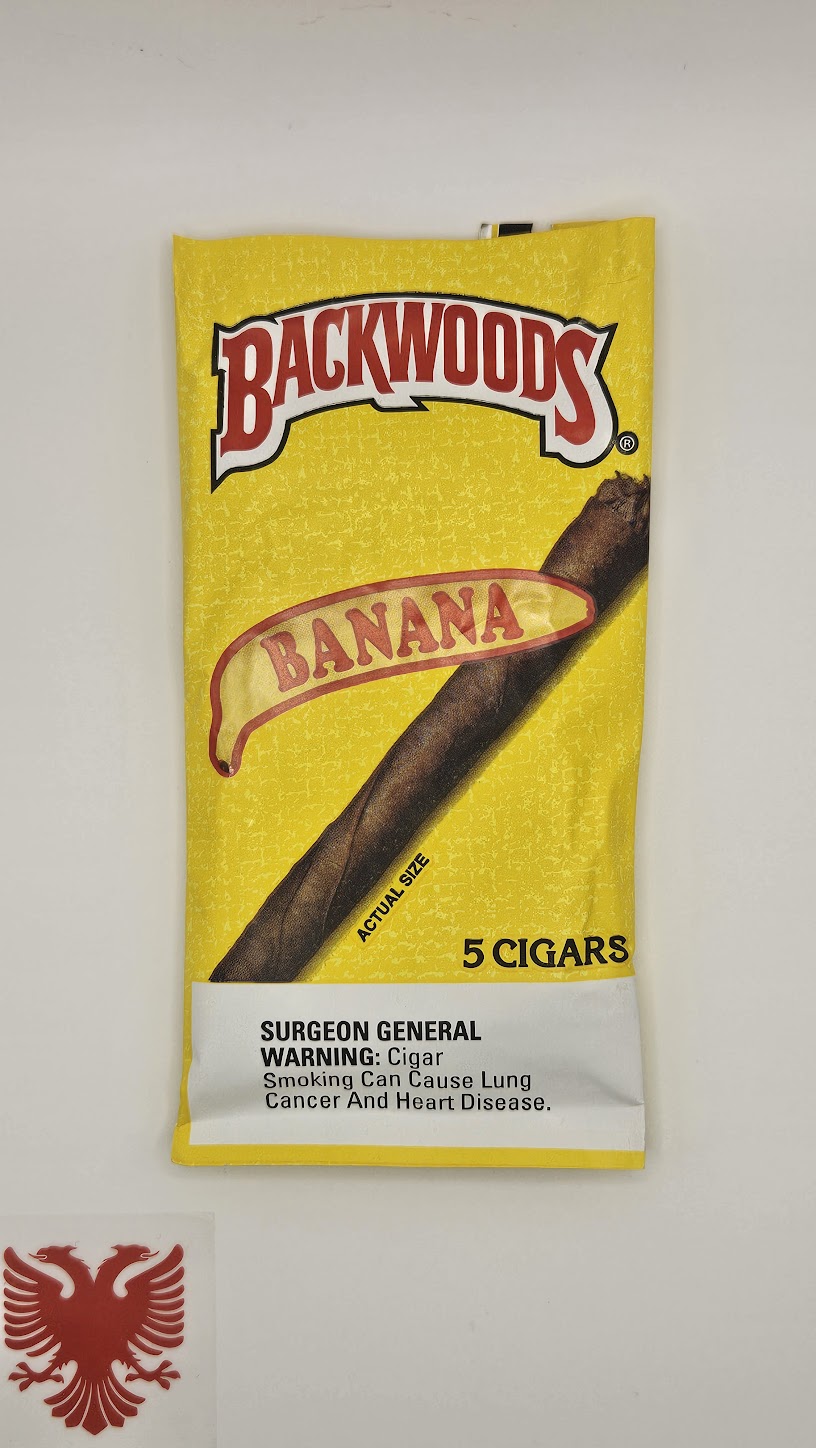 BACKWOODS®
BANANA
ACTUAL SIZE
5 CIGARS
SURGEON GENERAL
WARNING: Cigar
Smoking Can Cause Lung
Cancer And Heart Disease.